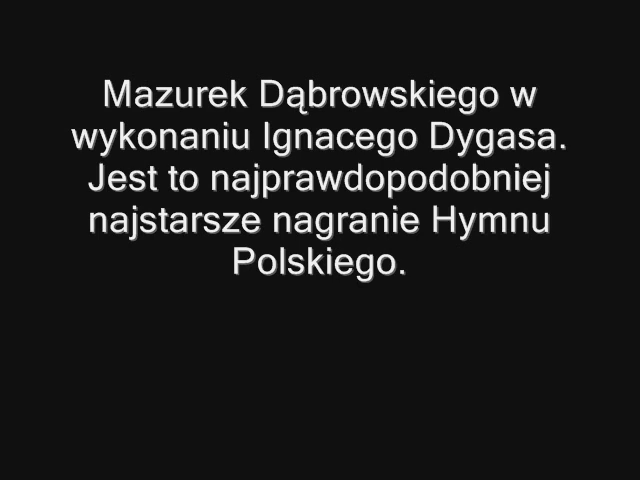 Mazurek Dąbrowskiego w
wykonaniu Ignacego Dygasa.
Jest to najprawdopodobniej
najstarsze nagranie Hymnu
Polskiego.